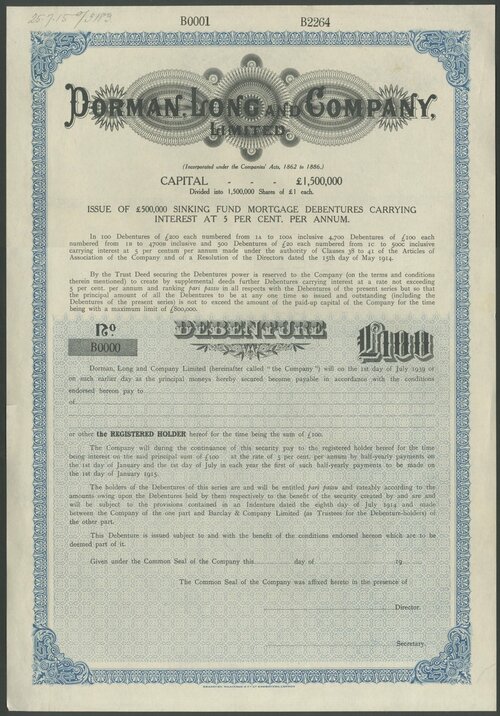 25.7.15
B0001 B2264
DORMAN, LONG AND COMPANY,
LIMITED.
(Incorporated under the Companies' Acts, 1862 to 1886.)
CAPITAL - - - £1,500,000
Divided into 1,500,000 Shares of £1 each.
ISSUE OF £500,000 SINKING FUND MORTGAGE DEBENTURES CARRYING
INTEREST AT 5 PER CENT. PER ANNUM.
In 100 Debentures of £200 each numbered from 1A to 100A inclusive 4,700 Debentures of £100 each
numbered from 1B to 4700B inclusive and 500 Debentures of £20 each numbered from 1C to 500C inclusive
carrying interest at 5 per centum per annum made under the authority of Clauses 38 to 41 of the Articles of
Association of the Company and of a Resolution of the Directors dated the 15th day of May 1914.
By the Trust Deed securing the Debentures power is reserved to the Company (on the terms and conditions
therein mentioned) to create by supplemental deeds further Debentures carrying interest at a rate not exceeding
5 per cent. per annum and ranking pari passu in all respects with the Debentures of the present series but so that
the principal amount of all the Debentures to be at any one time so issued and outstanding (including the
Debentures of the present series) is not to exceed the amount of the paid-up capital of the Company for the time
being with a maximum limit of £800,000.
No DEBENTURE £100
B0000
Dorman, Long and Company Limited (hereinafter called "the Company") will on the 1st day of July 1939 or
on such earlier day as the principal moneys hereby secured become payable in accordance with the conditions
endorsed hereon pay to
of
or other the REGISTERED HOLDER hereof for the time being the sum of £100.
The Company will during the continuance of this security pay to the registered holder hereof for the time
being interest on the said principal sum of £100 at the rate of 5 per cent. per annum by half-yearly payments on
the 1st day of January and the 1st day of July in each year the first of such half-yearly payments to be made on
the 1st day of January 1915.
The holders of the Debentures of this series are and will be entitled pari passu and rateably according to the
amounts owing upon the Debentures held by them respectively to the benefit of the security created by and are and
will be subject to the provisions contained in an Indenture dated the eighth day of July 1914 and made
between the Company of the one part and Barclay & Company Limited (as Trustees for the Debenture-holders) of
the other part.
This Debenture is issued subject to and with the benefit of the conditions endorsed hereon which are to be
deemed part of it.
Given under the Common Seal of the Company this day of 19
The Common Seal of the Company was affixed hereto in the presence of
Director.
Secretary.